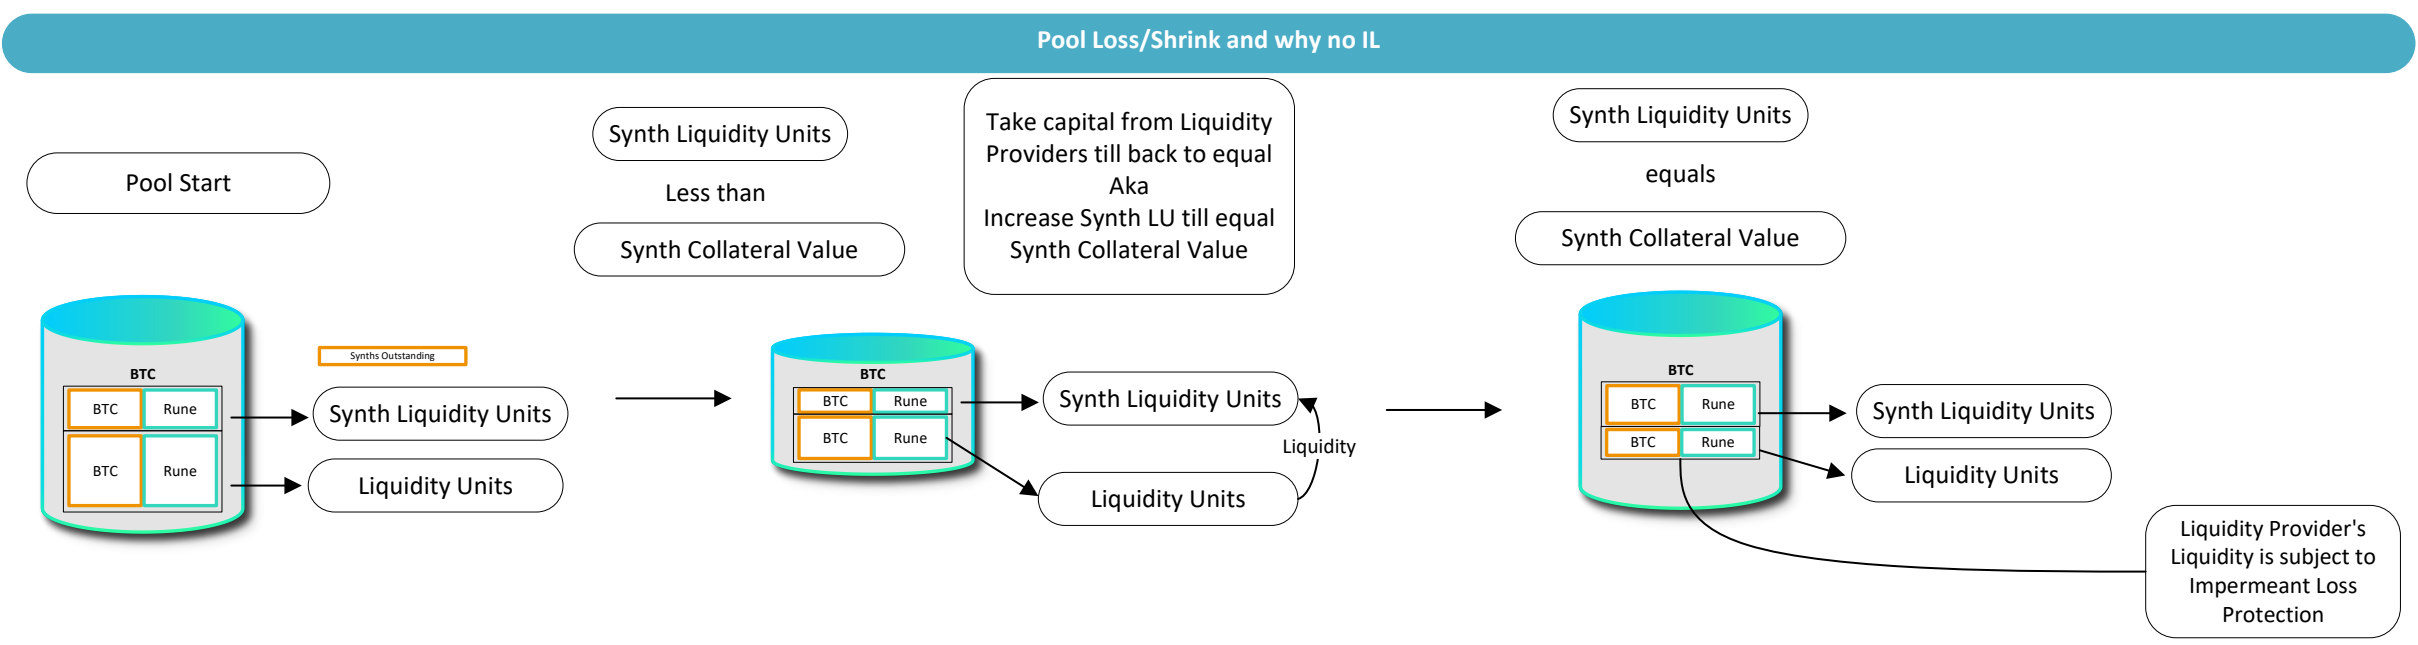 Pool Loss/Shrink and why no IL
Pool Start
Synths Outstanding
BTC
BTC Rune
BTC Rune
Synth Liquidity Units
Liquidity Units
Synth Liquidity Units
Less than
Synth Collateral Value
Take capital from Liquidity
Providers till back to equal
Aka
Increase Synth LU till equal
Synth Collateral Value
BTC
BTC Rune
BTC Rune
Synth Liquidity Units
Liquidity
Liquidity Units
Synth Liquidity Units
equals
Synth Collateral Value
BTC
BTC Rune
BTC Rune
Synth Liquidity Units
Liquidity Units
Liquidity Provider's
Liquidity is subject to
Impermeant Loss
Protection